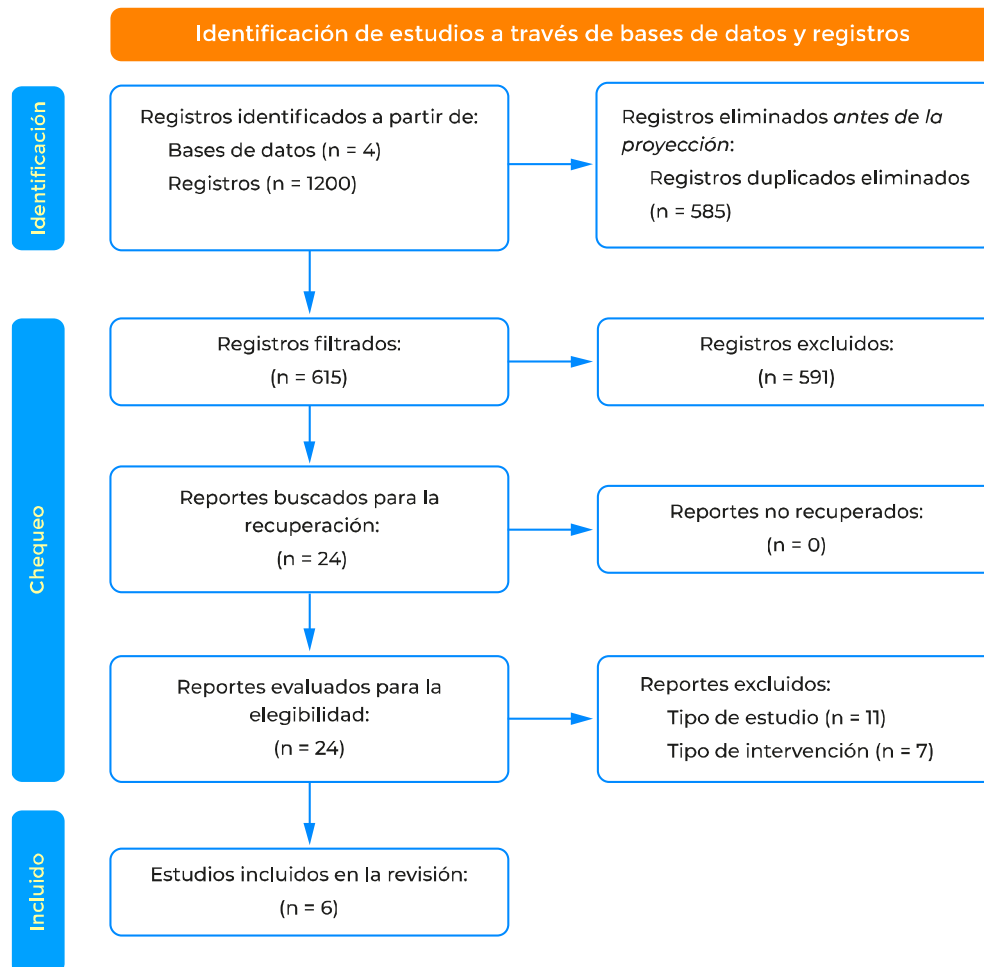 Identificación de estudios a través de bases de datos y registros
Identificación
Registros identificados a partir de:
Bases de datos (n = 4)
Registros (n = 1200)
Registros eliminados antes de la
proyección:
Registros duplicados eliminados
(n = 585)
Chequeo
Registros filtrados:
(n = 615)
Registros excluidos:
(n = 591)
Reportes buscados para la
recuperación:
(n = 24)
Reportes no recuperados:
(n = 0)
Reportes evaluados para la
elegibilidad:
(n = 24)
Reportes excluidos:
Tipo de estudio (n = 11)
Tipo de intervención (n = 7)
Incluido
Estudios incluidos en la revisión:
(n = 6)